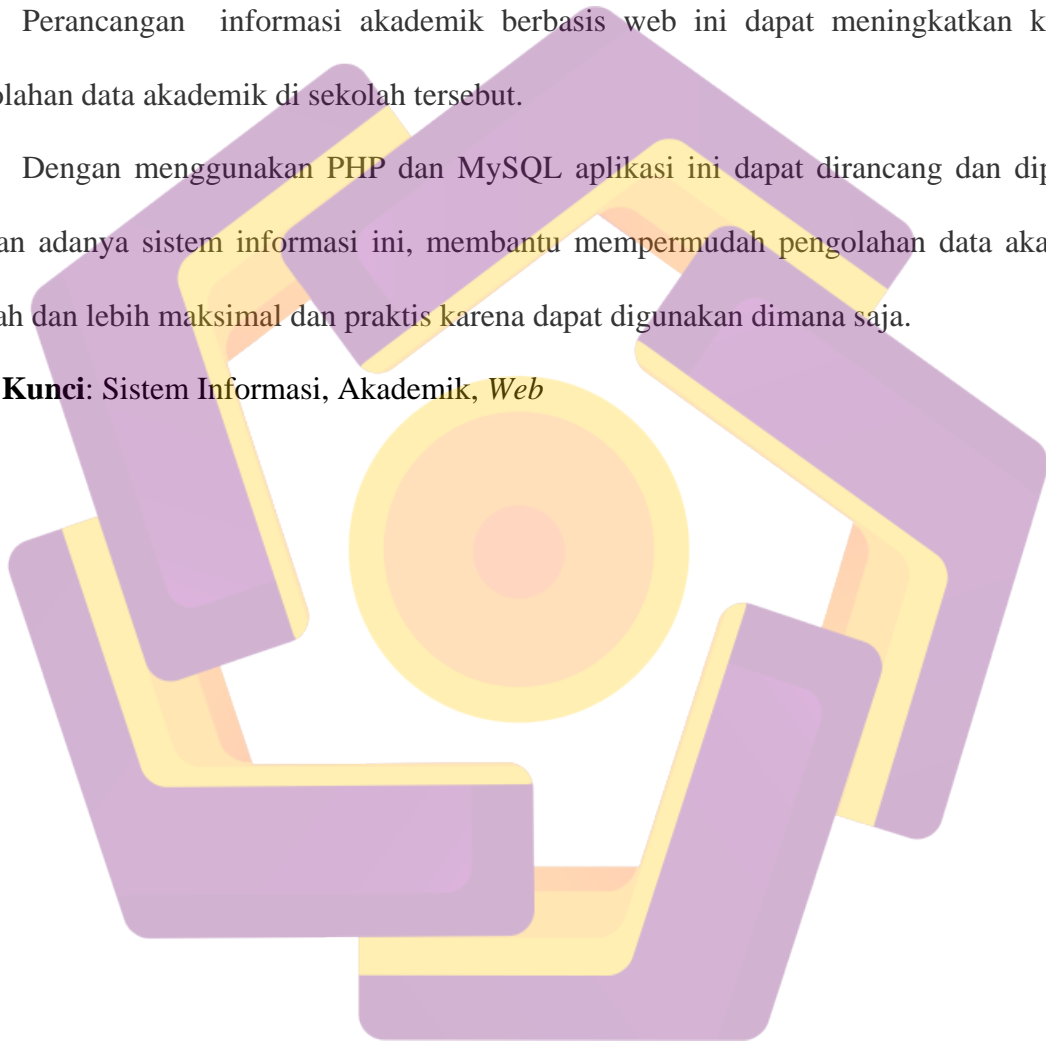 Perancangan informasi akademik berbasis web ini dapat meningkatkan k
olahan data akademik di sekolah tersebut.
Dengan menggunakan PHP dan MySQL aplikasi ini dapat dirancang dan dip
an adanya sistem informasi ini, membantu mempermudah pengolahan data aka
ah dan lebih maksimal dan praktis karena dapat digunakan dimana saja.
Kunci: Sistem Informasi, Akademik, Web